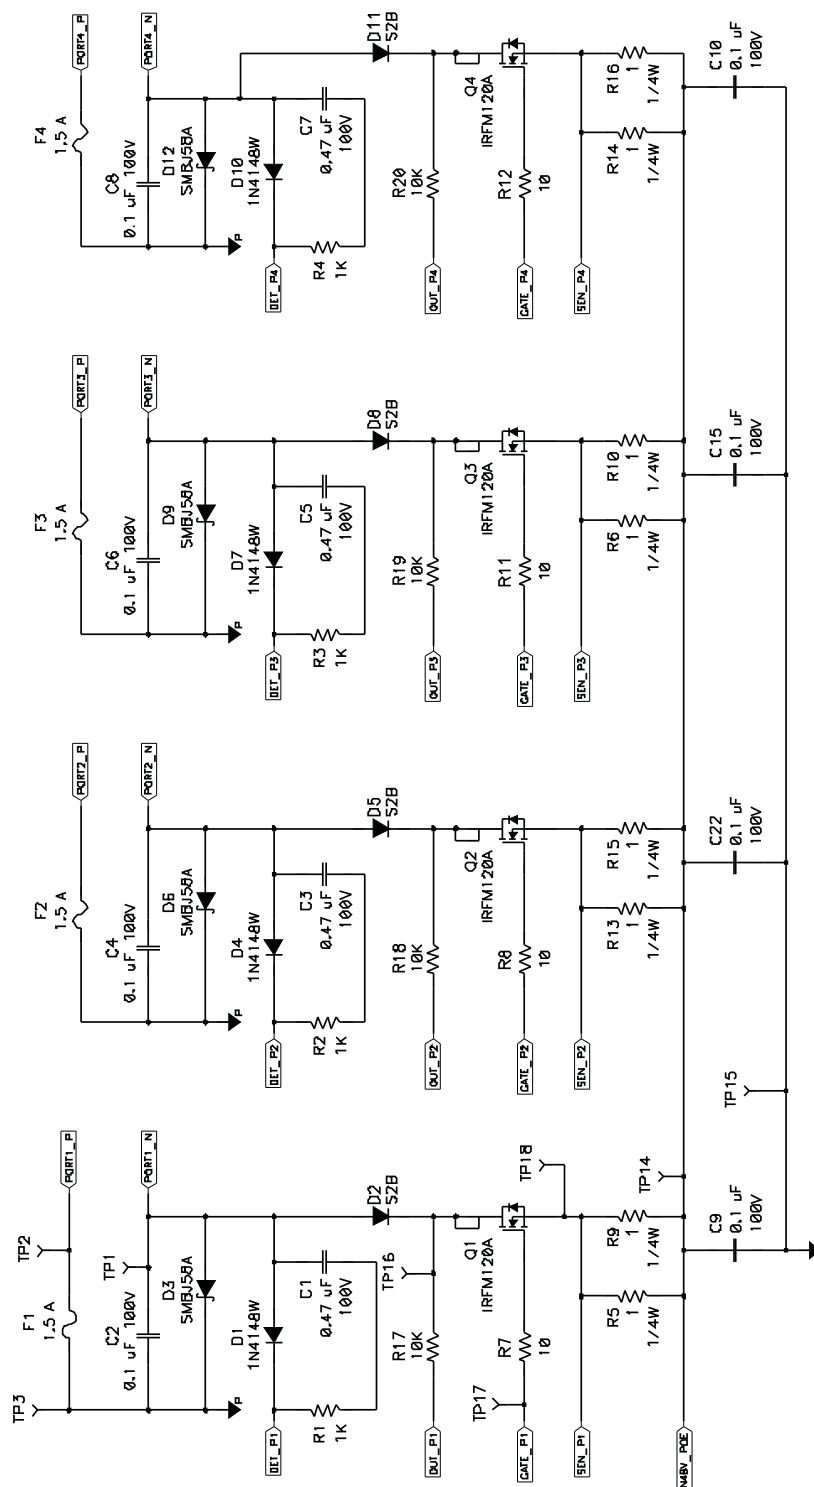 PORT4_P
F4
1.5 A
PORT4_N
C8
0.1 uF 100V
D12
SMBJ58A
P
D10
1N4148W
C7
0.47 uF
100V
R4
1K
DET_P4
D11
S2B
R20
10K
OUT_P4
Q4
IRFM120A
R12
10
GATE_P4
SEN_P4
R16
1
1/4W
R14
1
1/4W
C10
0.1 uF
100V
PORT3_P
F3
1.5 A
PORT3_N
C6
0.1 uF 100V
D9
SMBJ58A
P
D7
1N4148W
C5
0.47 uF
100V
R3
1K
DET_P3
D8
S2B
R19
10K
OUT_P3
Q3
IRFM120A
R11
10
GATE_P3
SEN_P3
R10
1
1/4W
R6
1
1/4W
C15
0.1 uF
100V
PORT2_P
F2
1.5 A
PORT2_N
C4
0.1 uF 100V
D6
SMBJ58A
P
D4
1N4148W
C3
0.47 uF
100V
R2
1K
DET_P2
D5
S2B
R18
10K
OUT_P2
Q2
IRFM120A
R8
10
GATE_P2
SEN_P2
R15
1
1/4W
R13
1
1/4W
C22
0.1 uF
100V
TP15
PORT1_P
TP2
F1
1.5 A
TP3
PORT1_N
TP1
C2
0.1 uF 100V
D3
SMBJ58A
P
D1
1N4148W
C1
0.47 uF
100V
R1
1K
DET_P1
D2
S2B
TP16
R17
10K
OUT_P1
Q1
IRFM120A
R7
10
TP17
GATE_P1
TP18
SEN_P1
R9
1
1/4W
R5
1
1/4W
TP14
C9
0.1 uF
100V
N48V_POE